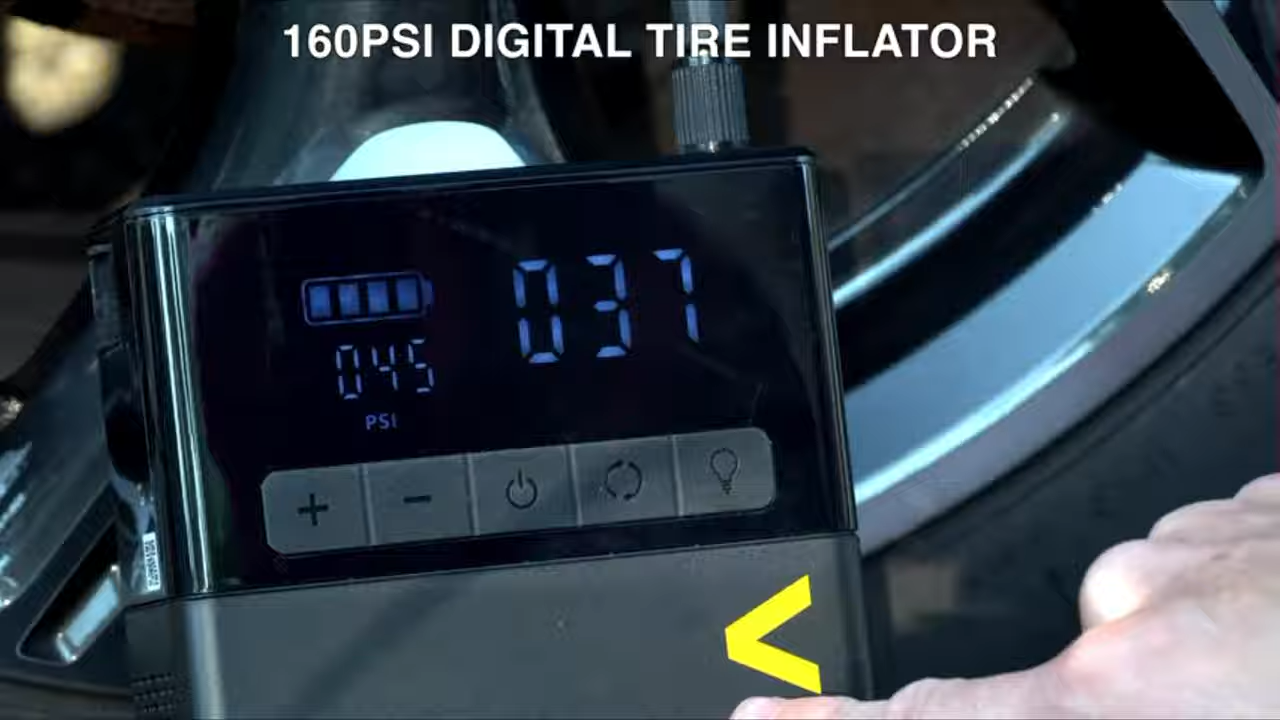 160PSI DIGITAL TIRE INFLATOR
037
045
PSI
+ -